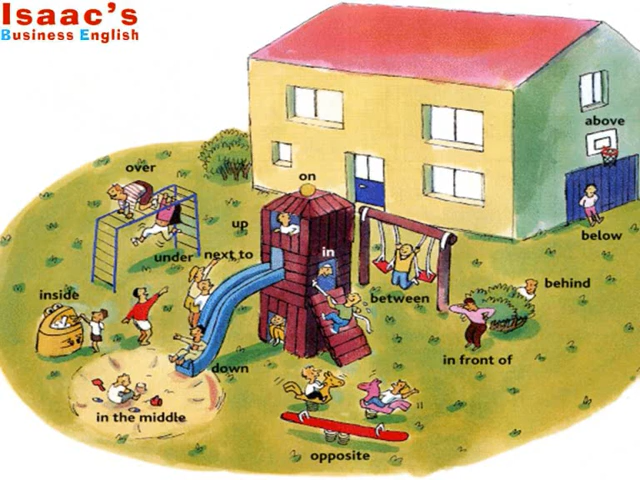 Isaac's
Business English
above
over
on
up
below
under
next to
in
behind
inside
between
in front of
down
in the middle
opposite